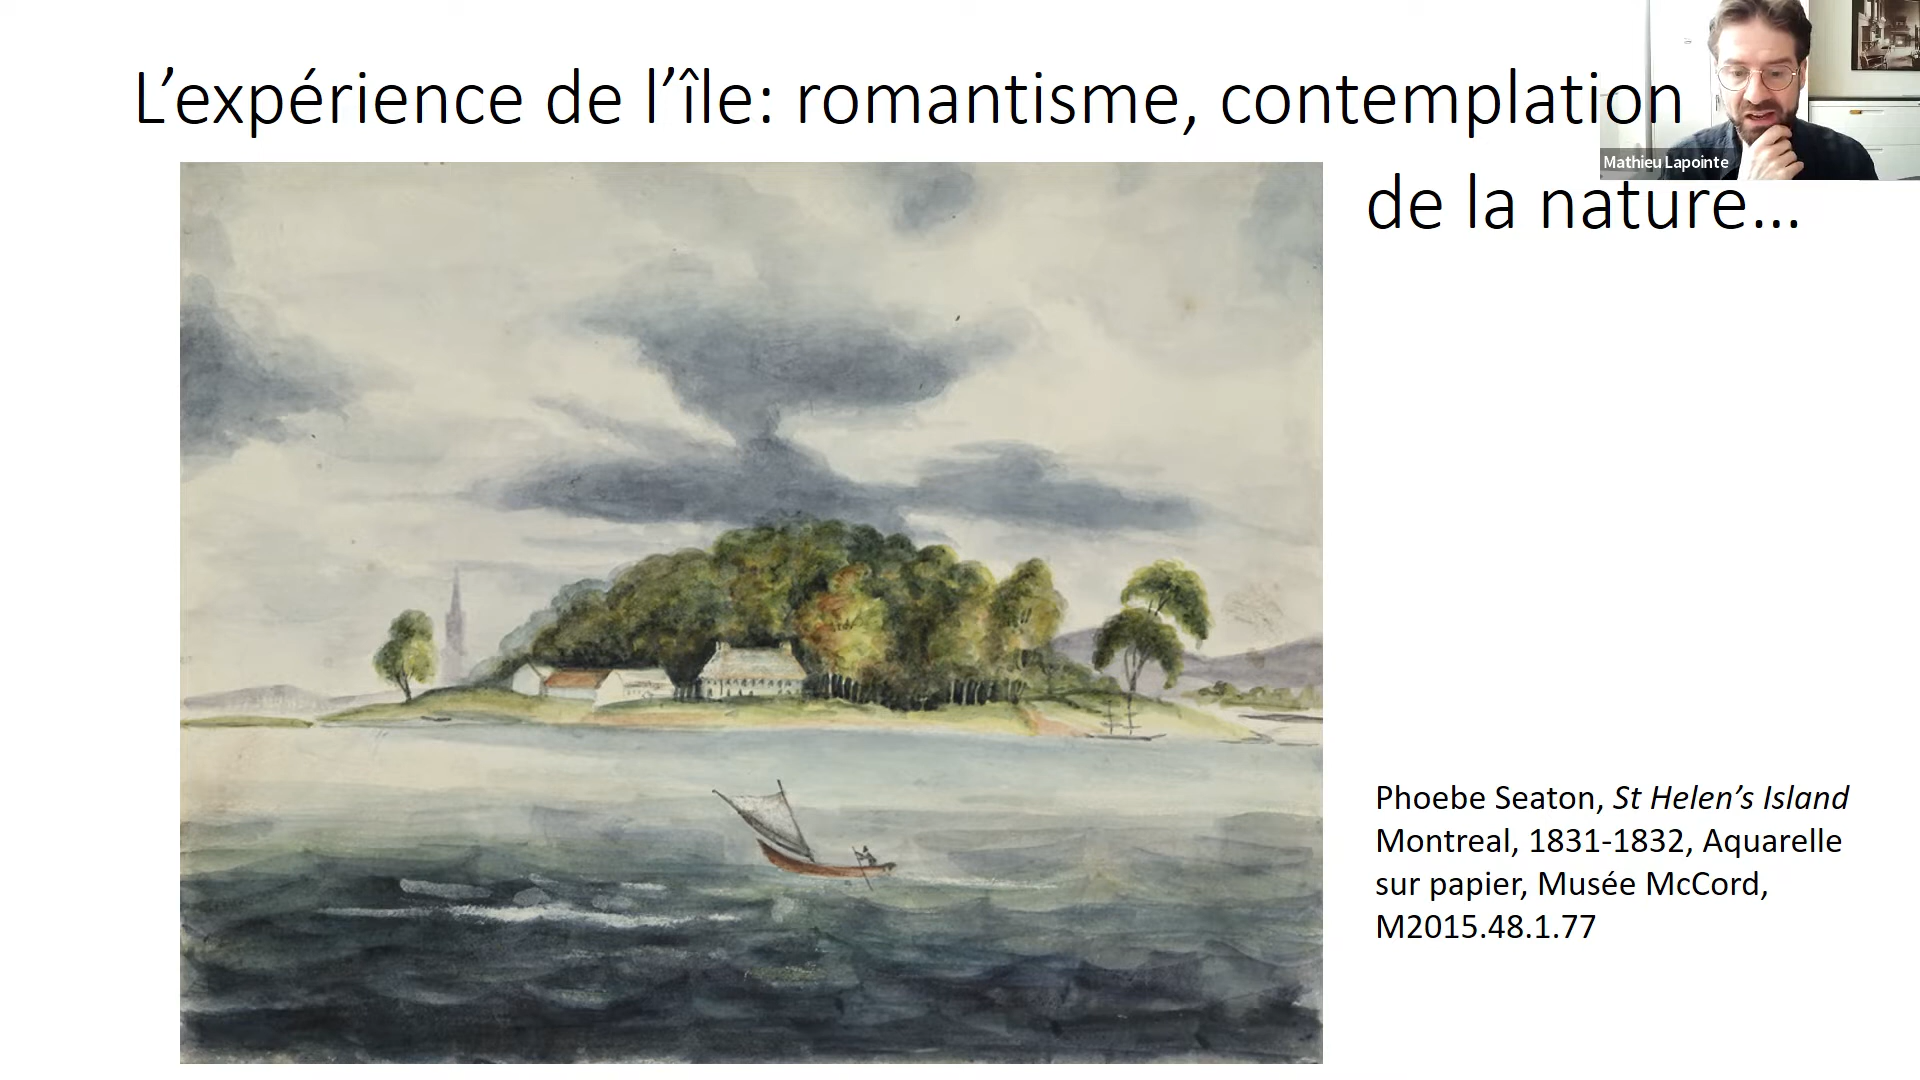 L’expérience de l’île: romantisme, contemplation
de la nature…
Mathieu Lapointe
Phoebe Seaton, St Helen’s Island
Montreal, 1831-1832, Aquarelle
sur papier, Musée McCord,
M2015.48.1.77